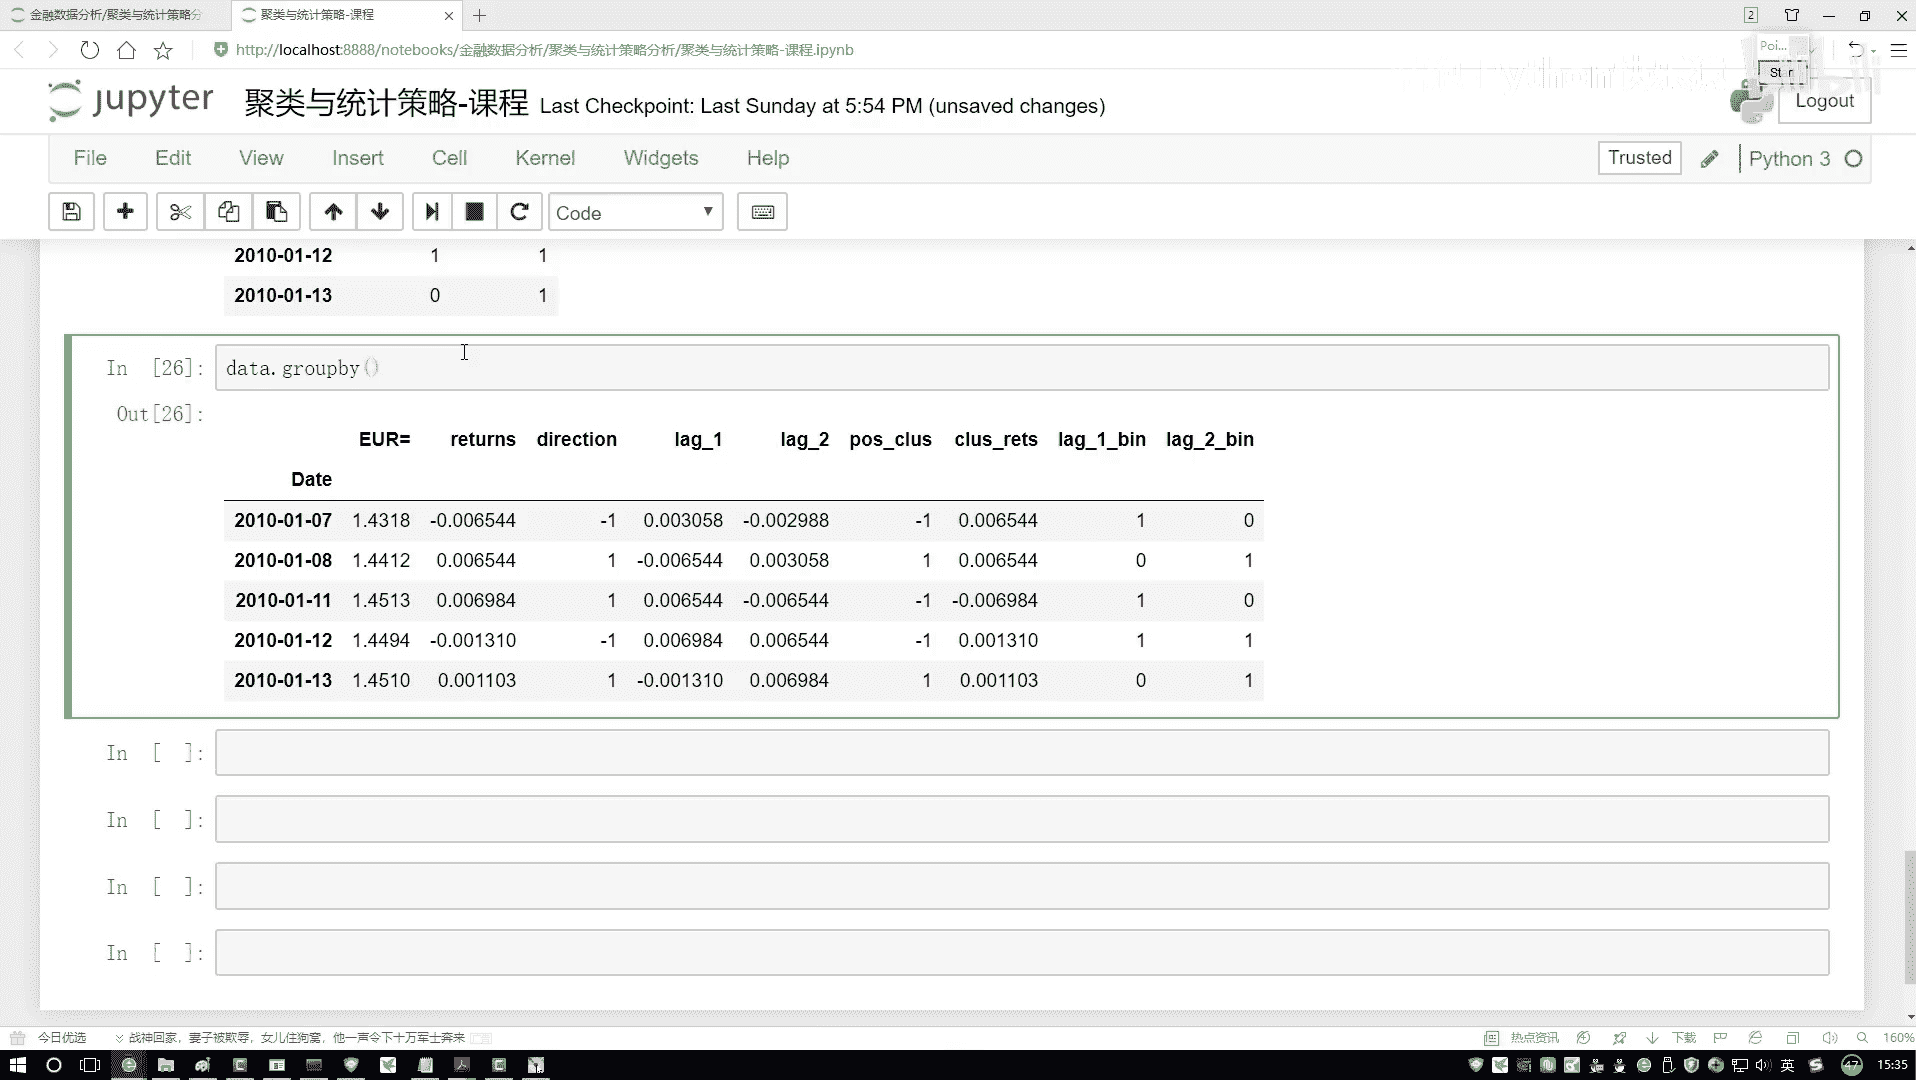 金融数据分析/聚类与统计策略分
聚类与统计策略-课程
2
http://localhost:8888/notebooks/金融数据分析/聚类与统计策略分析/聚类与统计策略-课程.ipynb
Poi...
jupyter 聚类与统计策略-课程 Last Checkpoint: Last Sunday at 5:54 PM (unsaved changes)
Logout
File Edit View Insert Cell Kernel Widgets Help
Trusted Python 3
Code
2010-01-12 1 1
2010-01-13 0 1
In [26]: data.groupby()
Out[26]:
EUR= returns direction lag_1 lag_2 pos_clus clus_rets lag_1_bin lag_2_bin
Date
2010-01-07 1.4318 -0.006544 -1 0.003058 -0.002988 -1 0.006544 1 0
2010-01-08 1.4412 0.006544 1 -0.006544 0.003058 1 0.006544 0 1
2010-01-11 1.4513 0.006984 1 0.006544 -0.006544 -1 -0.006984 1 0
2010-01-12 1.4494 -0.001310 -1 0.006984 0.006544 -1 0.001310 1 1
2010-01-13 1.4510 0.001103 1 -0.001310 0.006984 1 0.001103 0 1
In [ ]:
In [ ]:
In [ ]:
In [ ]:
今日优选 战神回家，妻子被欺辱，女儿住狗窝，他一声令下十万军士奔来
热点资讯 下载 160%
英 47 15:35